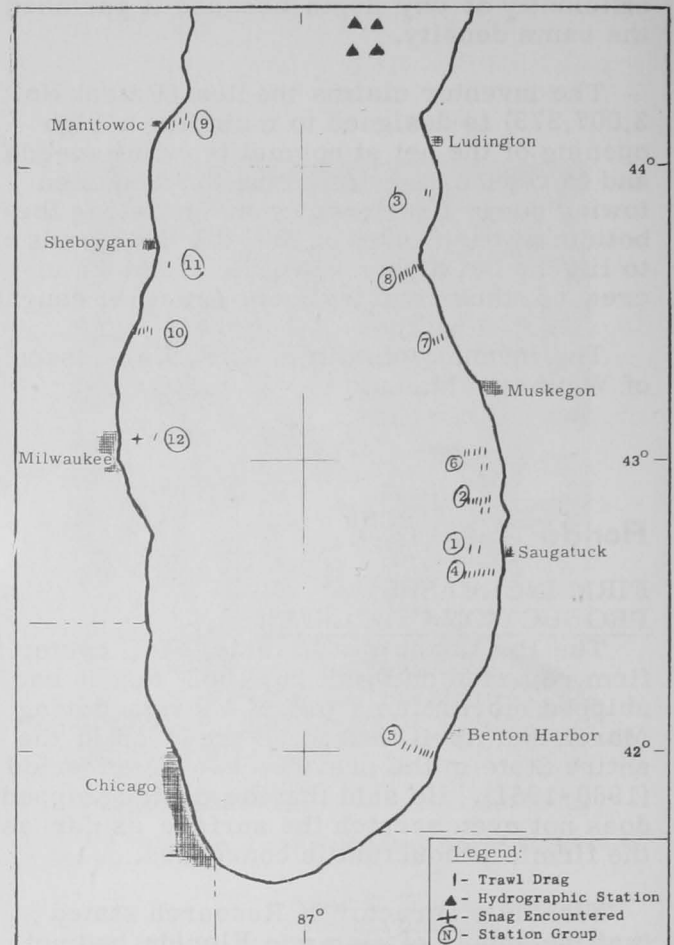 Manitowoc
9
Ludington
44°
3
Sheboygan
11
8
10
7
Muskegon
12
Milwaukee
43°
6
2
1
Saugatuck
4
5
Benton Harbor
42°
Chicago
87°
Legend:
- Trawl Drag
- Hydrographic Station
- Snag Encountered
N - Station Group